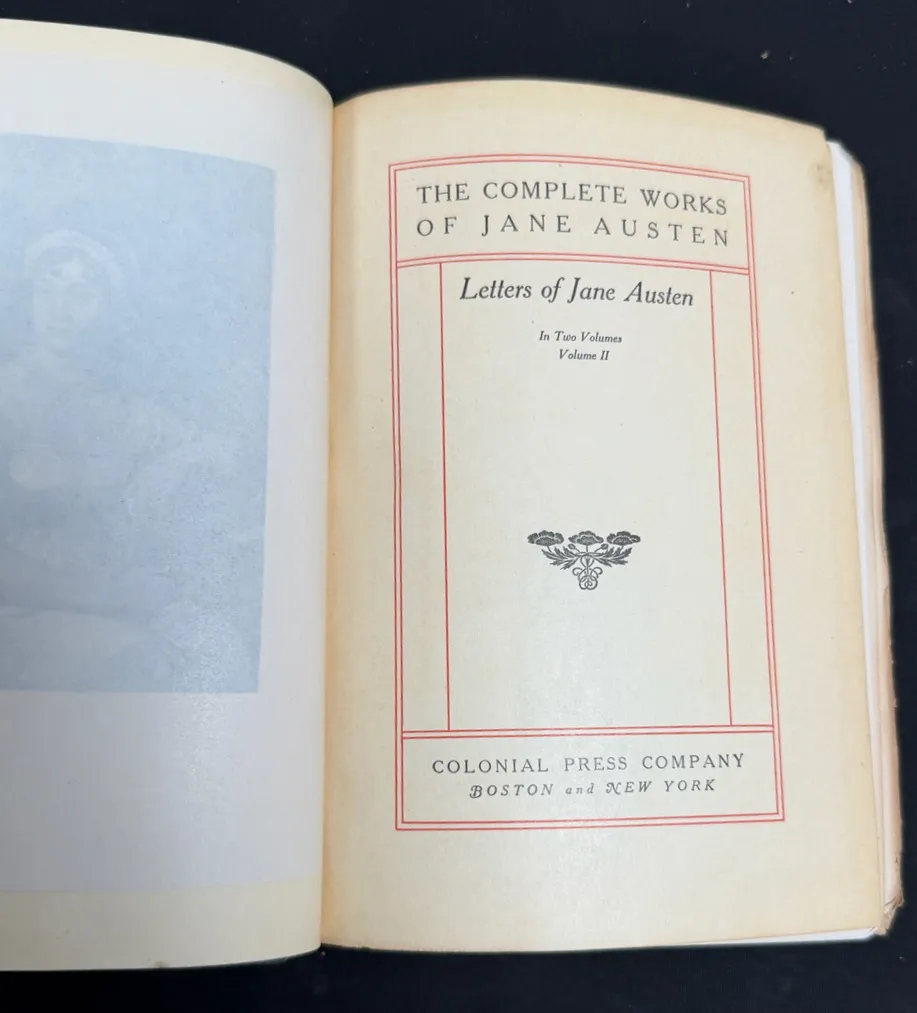 THE COMPLETE WORKS
OF JANE AUSTEN
Letters of Jane Austen
In Two Volumes
Volume II
COLONIAL PRESS COMPANY
BOSTON and NEW YORK